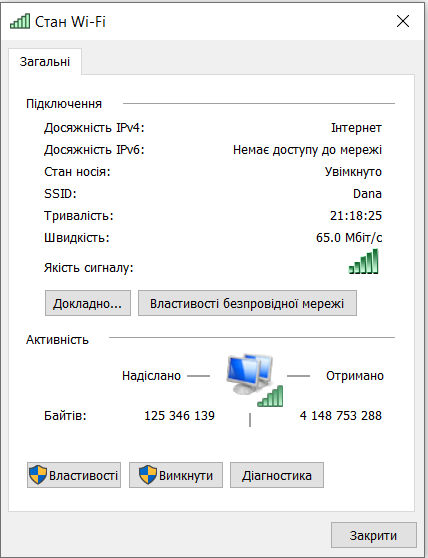 Стан Wi-Fi
Загальні
Підключення
Досяжність IPv4: Інтернет
Досяжність IPv6: Немає доступу до мережі
Стан носія: Увімкнуто
SSID: Dana
Тривалість: 21:18:25
Швидкість: 65.0 Мбіт/с
Якість сигналу:
Докладно... Властивості безпровідної мережі
Активність
Надіслано Отримано
Байтів: 125 346 139 4 148 753 288
Властивості Вимкнути Діагностика
Закрити